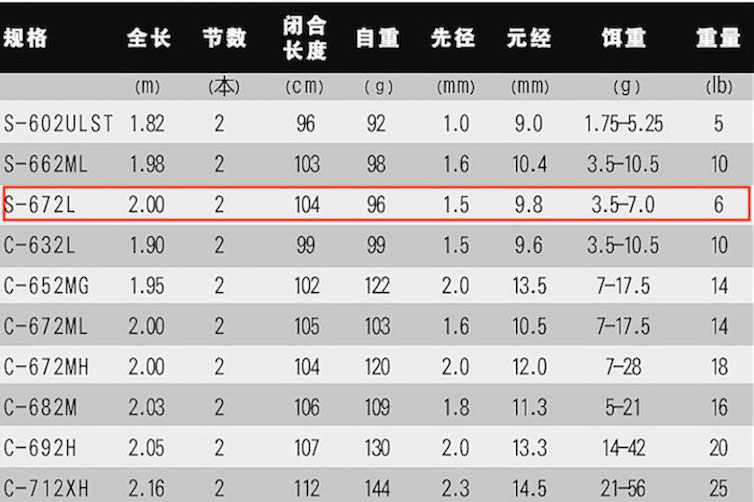 规格 全长 节数 闭合长度 自重 先径 元经 饵重 重量
(m) (本) (cm) (g) (mm) (mm) (g) (lb)
S-602ULST 1.82 2 96 92 1.0 9.0 1.75-5.25 5
S-662ML 1.98 2 103 98 1.6 10.4 3.5-10.5 10
S-672L 2.00 2 104 96 1.5 9.8 3.5-7.0 6
C-632L 1.90 2 99 99 1.5 9.6 3.5-10.5 10
C-652MG 1.95 2 102 122 2.0 13.5 7-17.5 14
C-672ML 2.00 2 105 103 1.6 10.5 7-17.5 14
C-672MH 2.00 2 104 120 2.0 12.0 7-28 18
C-682M 2.03 2 106 109 1.8 11.3 5-21 16
C-692H 2.05 2 107 130 2.0 13.3 14-42 20
C-712XH 2.16 2 112 144 2.3 14.5 21-56 25